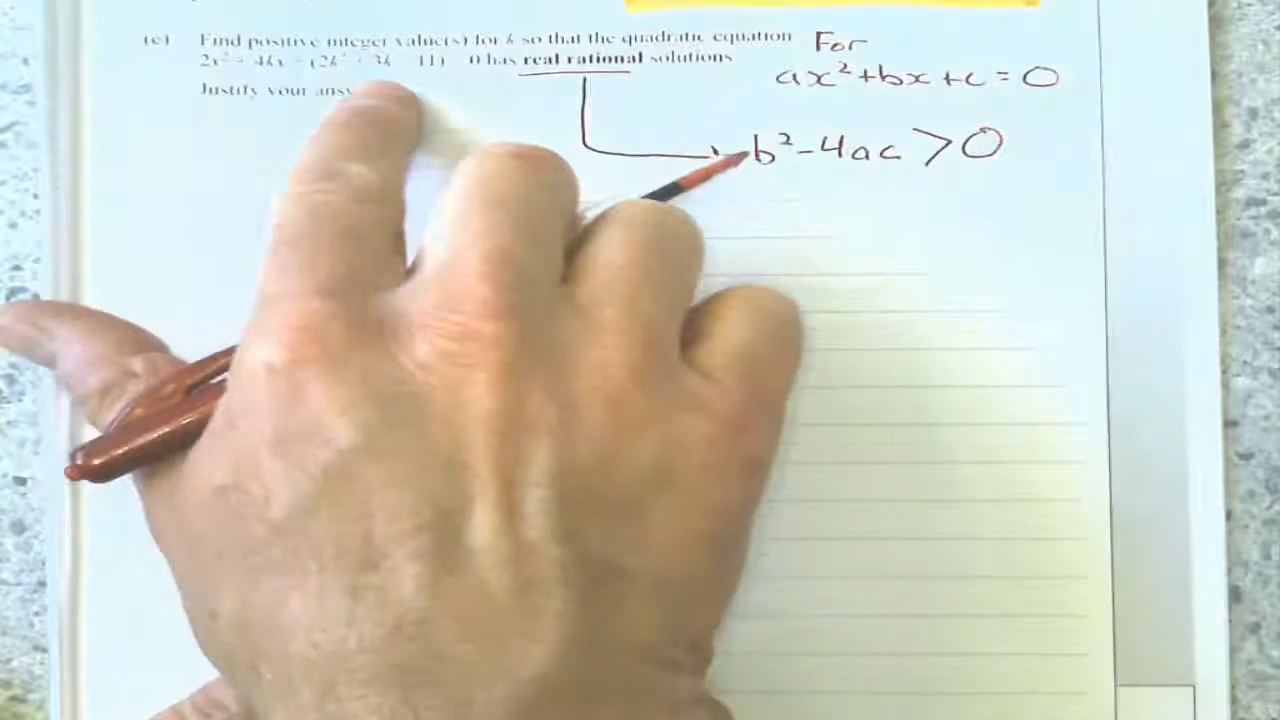 (c) Find positive integer value(s) for k so that the quadratic equation
2x² + 4kx (2k² + 3k 11) 0 has real rational solutions
Justify your
For
ax²+bx+c=0
b²-4ac>0